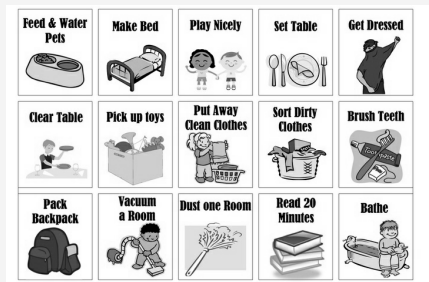 Feed & Water
Pets
Make Bed
Play Nicely
Set Table
Get Dressed
Clear Table
Pick up toys
Put Away
Clean Clothes
Sort Dirty
Clothes
Brush Teeth
Toothpaste
Pack
Backpack
Vacuum
a Room
Dust one Room
Read 20
Minutes
Bathe